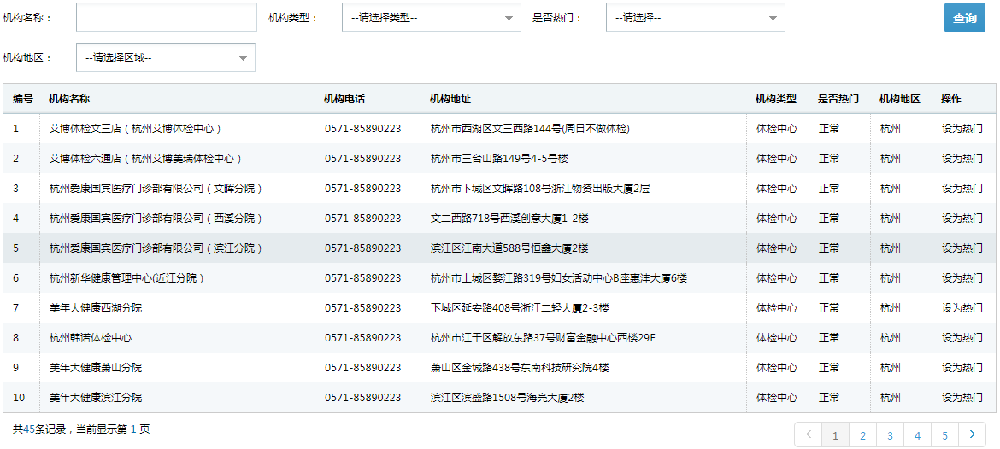 机构名称： 机构类型： --请选择类型-- 是否热门： --请选择-- 查询
机构地区： --请选择区域--
编号 机构名称 机构电话 机构地址 机构类型 是否热门 机构地区 操作
1 艾博体检文三店（杭州艾博体检中心） 0571-85890223 杭州市西湖区文三西路144号(周日不做体检) 体检中心 正常 杭州 设为热门
2 艾博体检六通店（杭州艾博美瑞体检中心） 0571-85890223 杭州市三台山路149号4-5号楼 体检中心 正常 杭州 设为热门
3 杭州爱康国宾医疗门诊部有限公司（文晖分院） 0571-85890223 杭州市下城区文晖路108号浙江物资出版大厦2层 体检中心 正常 杭州 设为热门
4 杭州爱康国宾医疗门诊部有限公司（西溪分院） 0571-85890223 文二西路718号西溪创意大厦1-2楼 体检中心 正常 杭州 设为热门
5 杭州爱康国宾医疗门诊部有限公司（滨江分院） 0571-85890223 滨江区江南大道588号恒鑫大厦2楼 体检中心 正常 杭州 设为热门
6 杭州新华健康管理中心(近江分院） 0571-85890223 杭州市上城区婺江路319号妇女活动中心B座惠沣大厦6楼 体检中心 正常 杭州 设为热门
7 美年大健康西湖分院 0571-85890223 下城区延安路408号浙江二轻大厦2-3楼 体检中心 正常 杭州 设为热门
8 杭州韩诺体检中心 0571-85890223 杭州市江干区解放东路37号财富金融中心西楼29F 体检中心 正常 杭州 设为热门
9 美年大健康萧山分院 0571-85890223 萧山区金城路438号东南科技研究院4楼 体检中心 正常 杭州 设为热门
10 美年大健康滨江分院 0571-85890223 滨江区滨盛路1508号海亮大厦2楼 体检中心 正常 杭州 设为热门
共45条记录，当前显示第 1 页 1 2 3 4 5